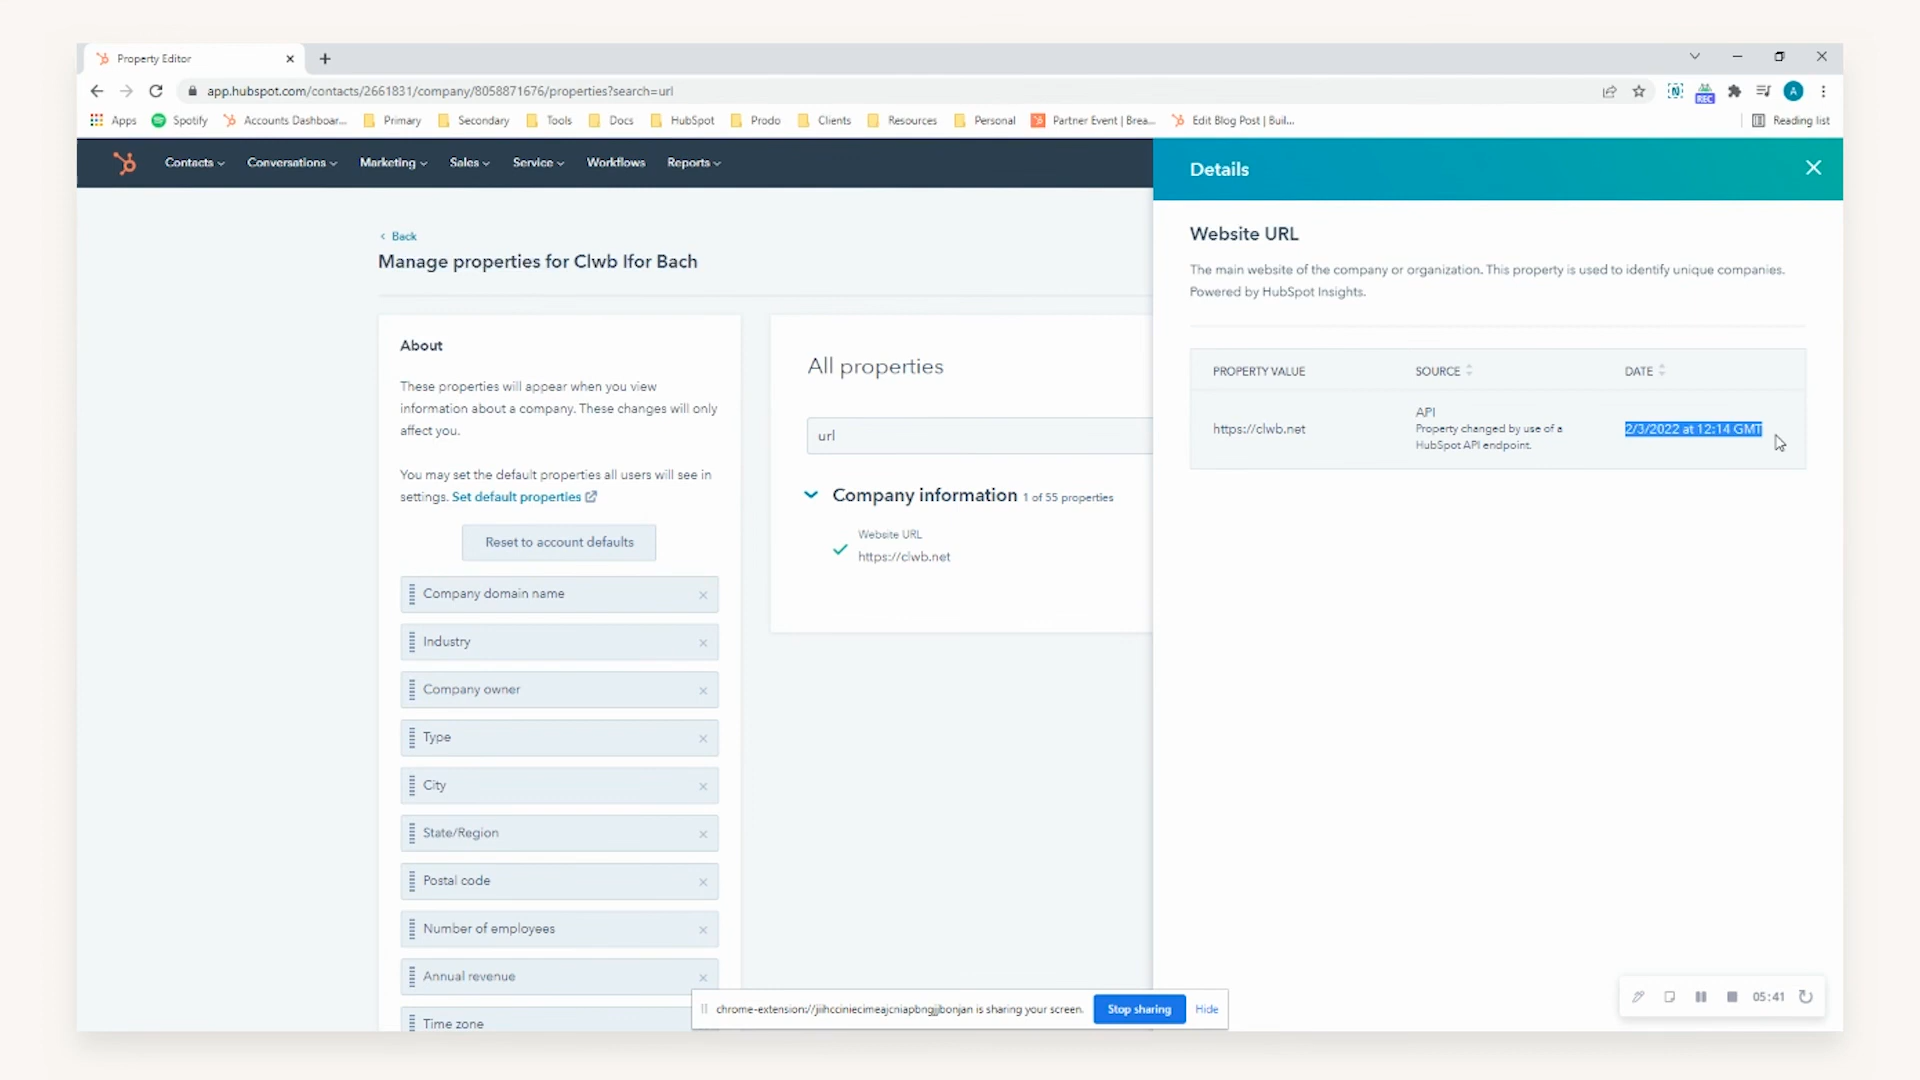 Property Editor
app.hubspot.com/contacts/2661831/company/8058871676/properties?search=url
A
REC
Apps
Spotify
Accounts Dashboar...
Primary
Secondary
Tools
Docs
HubSpot
Prodo
Clients
Resources
Personal
Partner Event | Brea...
Edit Blog Post | Buil...
Reading list
Contacts
Conversations
Marketing
Sales
Service
Workflows
Reports
Back
Manage properties for Clwb Ifor Bach
About
These properties will appear when you view
information about a company. These changes will only
affect you.
You may set the default properties all users will see in
settings. Set default properties
Reset to account defaults
Company domain name
Industry
Company owner
Type
City
State/Region
Postal code
Number of employees
Annual revenue
Time zone
All properties
url
Company information 1 of 55 properties
Website URL
https://clwb.net
Details
Website URL
The main website of the company or organization. This property is used to identify unique companies.
Powered by HubSpot Insights.
PROPERTY VALUE
SOURCE
DATE
https://clwb.net
API
Property changed by use of a
HubSpot API endpoint.
2/3/2022 at 12:14 GMT
chrome-extension://jiihcciniecimeajcniapbngjjbonjan is sharing your screen.
Stop sharing
Hide
05:41